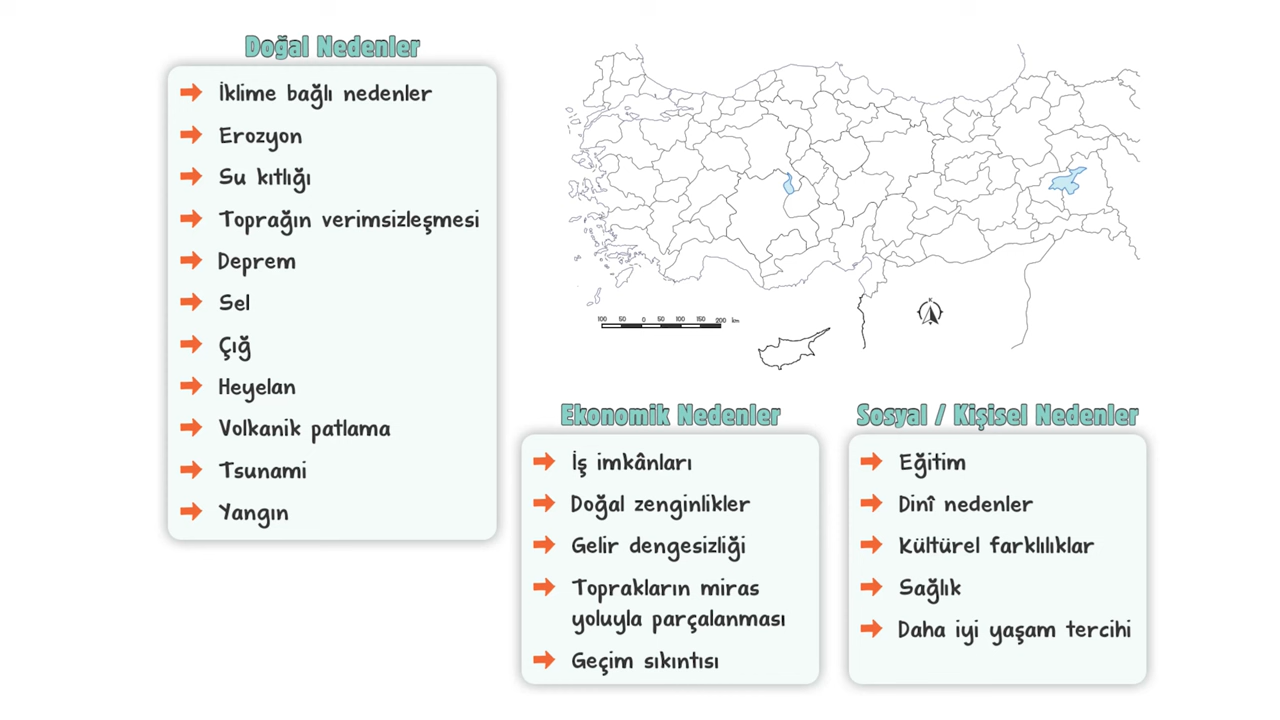 Doğal Nedenler
İklime bağlı nedenler
Erozyon
Su kıtlığı
Toprağın verimsizleşmesi
Deprem
Sel
Çığ
Heyelan
Volkanik patlama
Tsunami
Yangın
100 50 0 50 100 150 200 km
K
Ekonomik Nedenler
İş imkânları
Doğal zenginlikler
Gelir dengesizliği
Toprakların miras
yoluyla parçalanması
Geçim sıkıntısı
Sosyal / Kişisel Nedenler
Eğitim
Dinî nedenler
Kültürel farklılıklar
Sağlık
Daha iyi yaşam tercihi